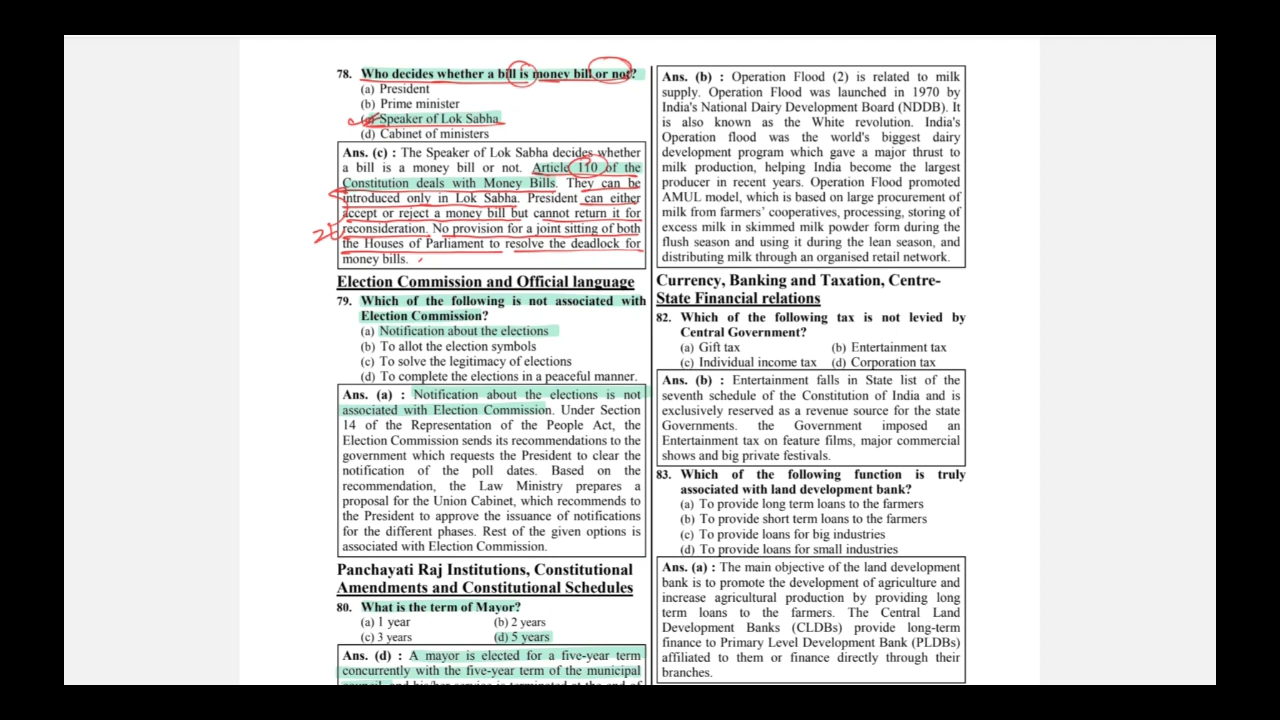 78. Who decides whether a bill is money bill or not?
(a) President
(b) Prime minister
(c) Speaker of Lok Sabha
(d) Cabinet of ministers
Ans. (c) : The Speaker of Lok Sabha decides whether
a bill is a money bill or not. Article 110 of the
Constitution deals with Money Bills. They can be
introduced only in Lok Sabha. President can either
accept or reject a money bill but cannot return it for
reconsideration. No provision for a joint sitting of both
the Houses of Parliament to resolve the deadlock for
money bills.
Election Commission and Official language
79. Which of the following is not associated with
Election Commission?
(a) Notification about the elections
(b) To allot the election symbols
(c) To solve the legitimacy of elections
(d) To complete the elections in a peaceful manner.
Ans. (a) : Notification about the elections is not
associated with Election Commission. Under Section
14 of the Representation of the People Act, the
Election Commission sends its recommendations to the
government which requests the President to clear the
notification of the poll dates. Based on the
recommendation, the Law Ministry prepares a
proposal for the Union Cabinet, which recommends to
the President to approve the issuance of notifications
for the different phases. Rest of the given options is
associated with Election Commission.
Panchayati Raj Institutions, Constitutional
Amendments and Constitutional Schedules
80. What is the term of Mayor?
(a) 1 year (b) 2 years
(c) 3 years (d) 5 years
Ans. (d) : A mayor is elected for a five-year term
concurrently with the five-year term of the municipal
Ans. (b) : Operation Flood (2) is related to milk
supply. Operation Flood was launched in 1970 by
India's National Dairy Development Board (NDDB). It
is also known as the White revolution. India's
Operation flood was the world's biggest dairy
development program which gave a major thrust to
milk production, helping India become the largest
producer in recent years. Operation Flood promoted
AMUL model, which is based on large procurement of
milk from farmers' cooperatives, processing, storing of
excess milk in skimmed milk powder form during the
flush season and using it during the lean season, and
distributing milk through an organised retail network.
Currency, Banking and Taxation, Centre-
State Financial relations
82. Which of the following tax is not levied by
Central Government?
(a) Gift tax (b) Entertainment tax
(c) Individual income tax (d) Corporation tax
Ans. (b) : Entertainment falls in State list of the
seventh schedule of the Constitution of India and is
exclusively reserved as a revenue source for the state
Governments. the Government imposed an
Entertainment tax on feature films, major commercial
shows and big private festivals.
83. Which of the following function is truly
associated with land development bank?
(a) To provide long term loans to the farmers
(b) To provide short term loans to the farmers
(c) To provide loans for big industries
(d) To provide loans for small industries
Ans. (a) : The main objective of the land development
bank is to promote the development of agriculture and
increase agricultural production by providing long
term loans to the farmers. The Central Land
Development Banks (CLDBs) provide long-term
finance to Primary Level Development Bank (PLDBs)
affiliated to them or finance directly through their
branches.